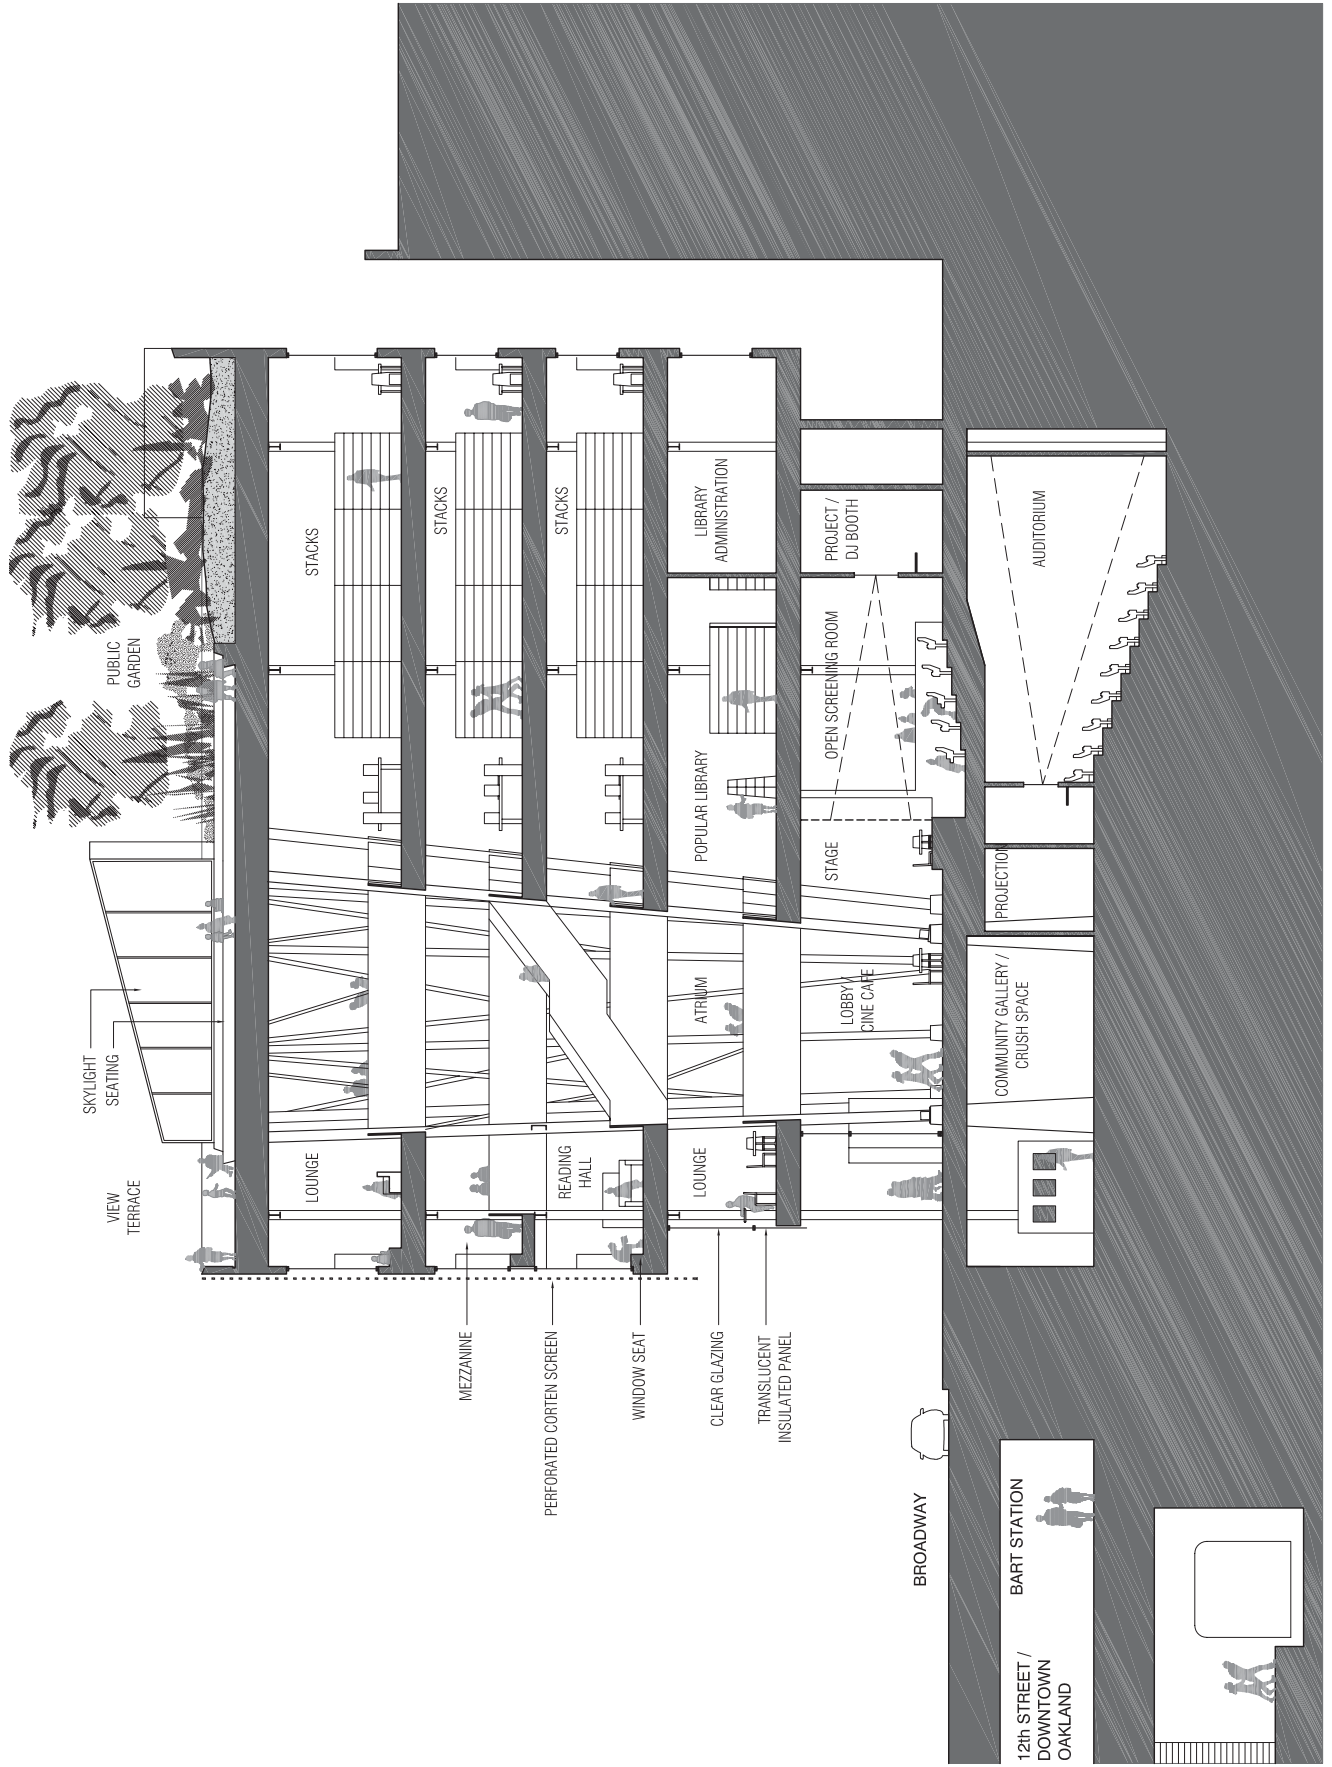 SKYLIGHT
SEATING
VIEW
TERRACE
PUBLIC
GARDEN
LOUNGE
STACKS
MEZZANINE
STACKS
PERFORATED CORTEN SCREEN
READING
HALL
STACKS
WINDOW SEAT
CLEAR GLAZING
LOUNGE
ATRIUM
POPULAR LIBRARY
LIBRARY
ADMINISTRATION
TRANSLUCENT
INSULATED PANEL
LOBBY /
CINE CAFE
STAGE
OPEN SCREENING ROOM
PROJECT /
DJ BOOTH
BROADWAY
COMMUNITY GALLERY /
CRUSH SPACE
PROJECTION
AUDITORIUM
12th STREET /
DOWNTOWN
OAKLAND
BART STATION